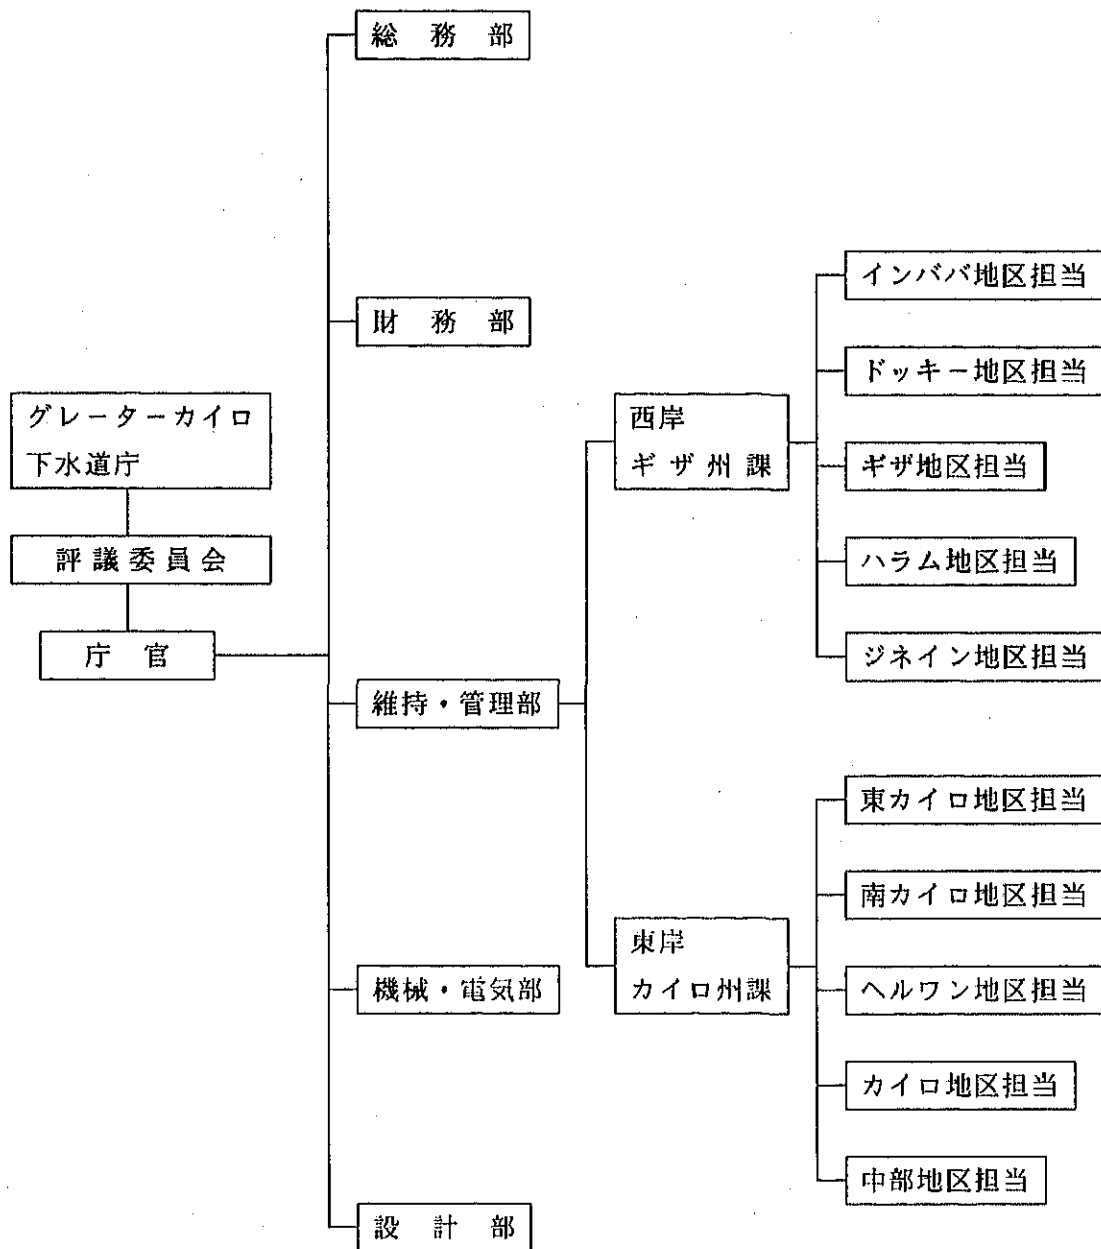 総務部
財務部
グレーターカイロ
下水道庁
評議委員会
庁官
維持・管理部
機械・電気部
設計部
西岸
ギザ州課
東岸
カイロ州課
インババ地区担当
ドッキー地区担当
ギザ地区担当
ハラム地区担当
ジネイン地区担当
東カイロ地区担当
南カイロ地区担当
ヘルワン地区担当
カイロ地区担当
中部地区担当